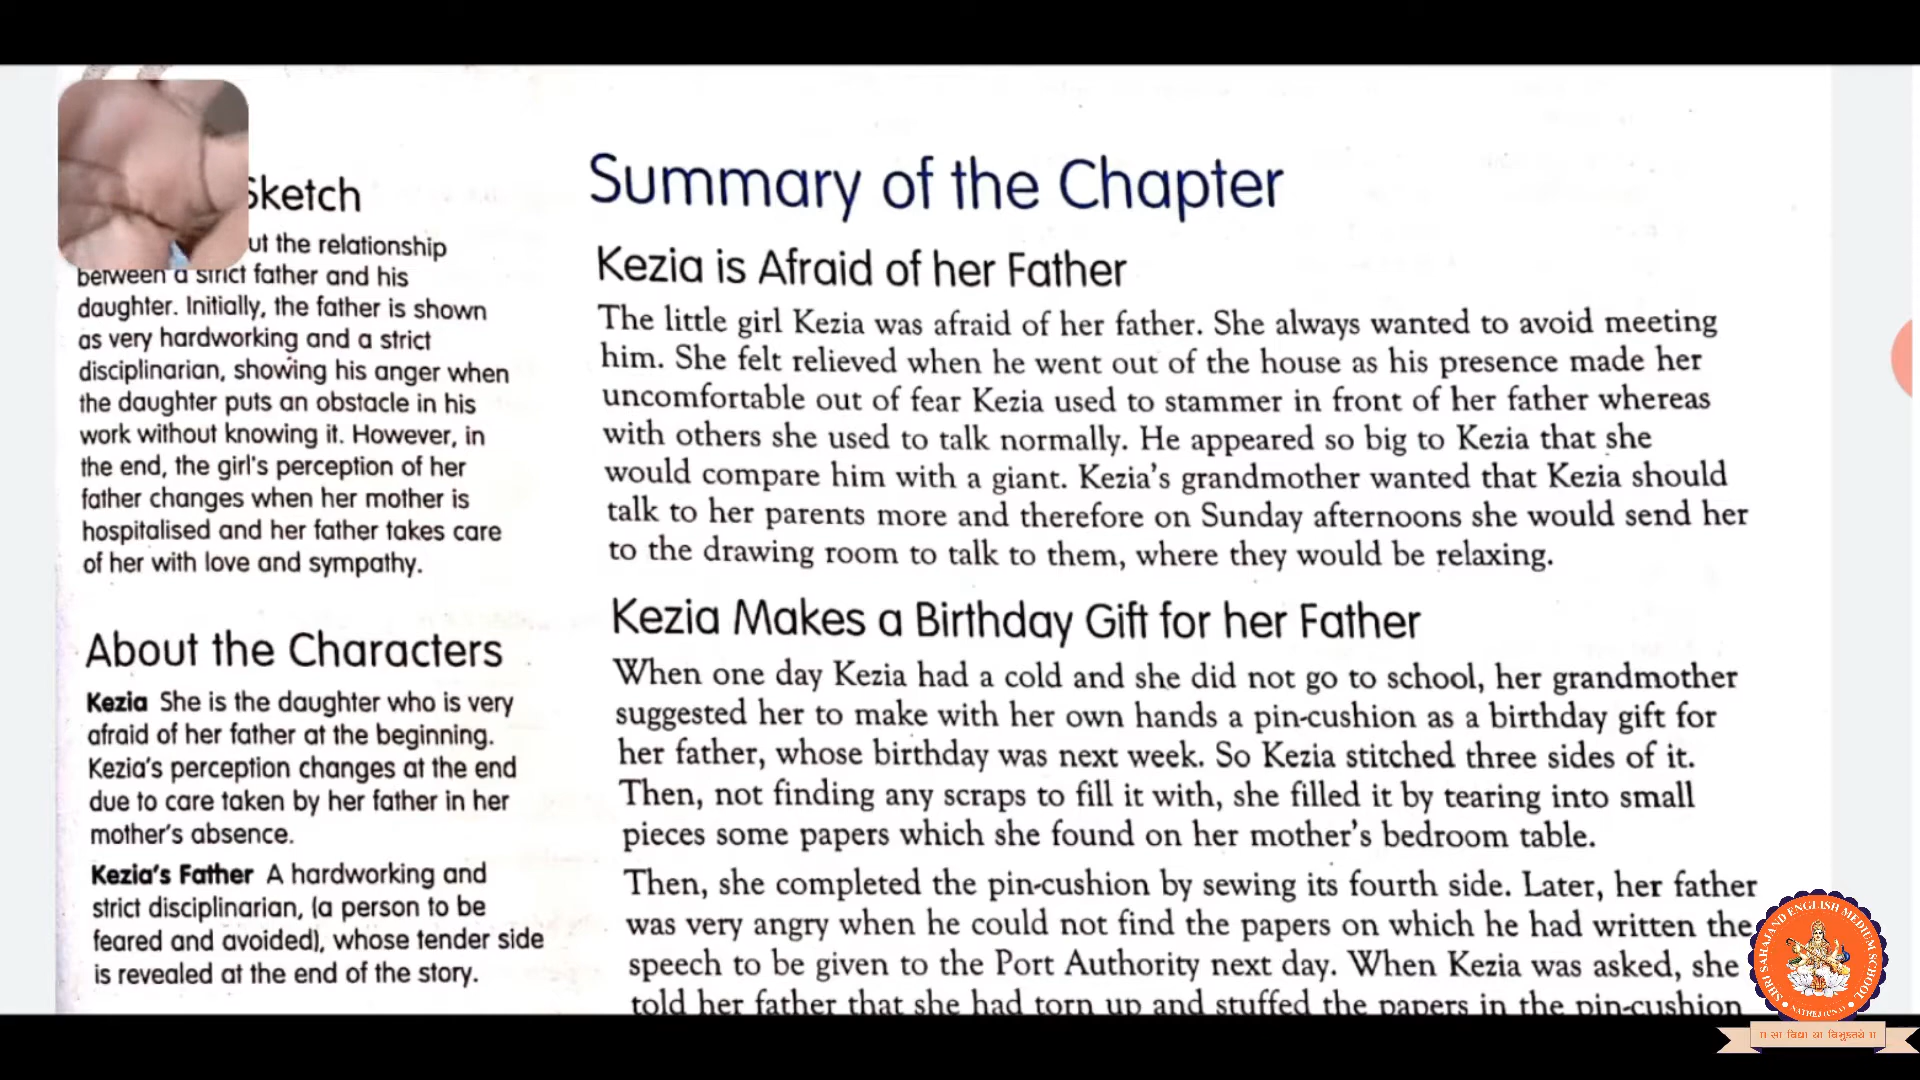 Sketch
ut the relationship
between a strict father and his
daughter. Initially, the father is shown
as very hardworking and a strict
disciplinarian, showing his anger when
the daughter puts an obstacle in his
work without knowing it. However, in
the end, the girl's perception of her
father changes when her mother is
hospitalised and her father takes care
of her with love and sympathy.
About the Characters
Kezia She is the daughter who is very
afraid of her father at the beginning.
Kezia's perception changes at the end
due to care taken by her father in her
mother's absence.
Kezia's Father A hardworking and
strict disciplinarian, (a person to be
feared and avoided), whose tender side
is revealed at the end of the story.
Summary of the Chapter
Kezia is Afraid of her Father
The little girl Kezia was afraid of her father. She always wanted to avoid meeting
him. She felt relieved when he went out of the house as his presence made her
uncomfortable out of fear Kezia used to stammer in front of her father whereas
with others she used to talk normally. He appeared so big to Kezia that she
would compare him with a giant. Kezia's grandmother wanted that Kezia should
talk to her parents more and therefore on Sunday afternoons she would send her
to the drawing room to talk to them, where they would be relaxing.
Kezia Makes a Birthday Gift for her Father
When one day Kezia had a cold and she did not go to school, her grandmother
suggested her to make with her own hands a pin-cushion as a birthday gift for
her father, whose birthday was next week. So Kezia stitched three sides of it.
Then, not finding any scraps to fill it with, she filled it by tearing into small
pieces some papers which she found on her mother's bedroom table.
Then, she completed the pin-cushion by sewing its fourth side. Later, her father
was very angry when he could not find the papers on which he had written the
speech to be given to the Port Authority next day. When Kezia was asked, she
told her father that she had torn up and stuffed the papers in the pin-cushion
SHRI SAHAJANAND ENGLISH MEDIUM SCHOOL
॥ सा विद्या या विमुक्तये ॥